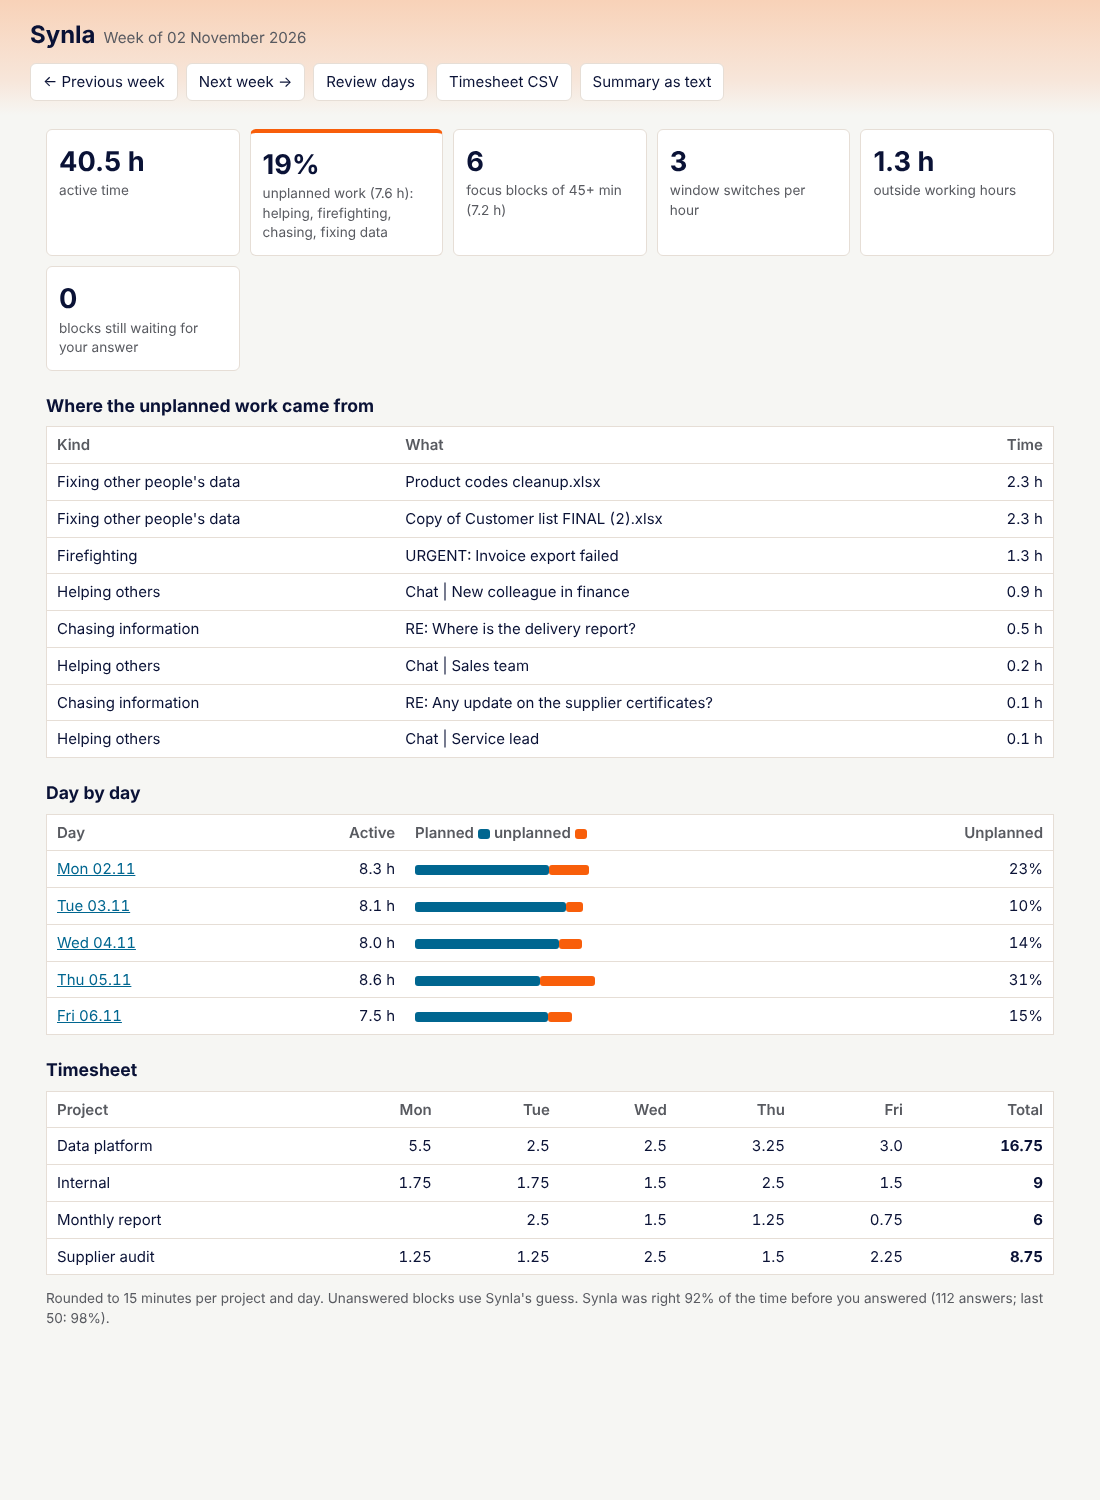 Synla Week of 02 November 2026
← Previous week Next week → Review days Timesheet CSV Summary as text
40.5 h
active time
19%
unplanned work (7.6 h):
helping, firefighting,
chasing, fixing data
6
focus blocks of 45+ min
(7.2 h)
3
window switches per
hour
1.3 h
outside working hours
0
blocks still waiting for
your answer
Where the unplanned work came from
Kind What Time
Fixing other people's data Product codes cleanup.xlsx 2.3 h
Fixing other people's data Copy of Customer list FINAL (2).xlsx 2.3 h
Firefighting URGENT: Invoice export failed 1.3 h
Helping others Chat | New colleague in finance 0.9 h
Chasing information RE: Where is the delivery report? 0.5 h
Helping others Chat | Sales team 0.2 h
Chasing information RE: Any update on the supplier certificates? 0.1 h
Helping others Chat | Service lead 0.1 h
Day by day
Day Active Planned unplanned Unplanned
Mon 02.11 8.3 h 23%
Tue 03.11 8.1 h 10%
Wed 04.11 8.0 h 14%
Thu 05.11 8.6 h 31%
Fri 06.11 7.5 h 15%
Timesheet
Project Mon Tue Wed Thu Fri Total
Data platform 5.5 2.5 2.5 3.25 3.0 16.75
Internal 1.75 1.75 1.5 2.5 1.5 9
Monthly report 2.5 1.5 1.25 0.75 6
Supplier audit 1.25 1.25 2.5 1.5 2.25 8.75
Rounded to 15 minutes per project and day. Unanswered blocks use Synla's guess. Synla was right 92% of the time before you answered (112 answers; last
50: 98%).